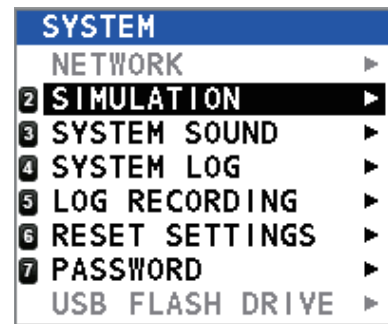 SYSTEM
NETWORK
2 SIMULATION
3 SYSTEM SOUND
4 SYSTEM LOG
5 LOG RECORDING
6 RESET SETTINGS
7 PASSWORD
USB FLASH DRIVE